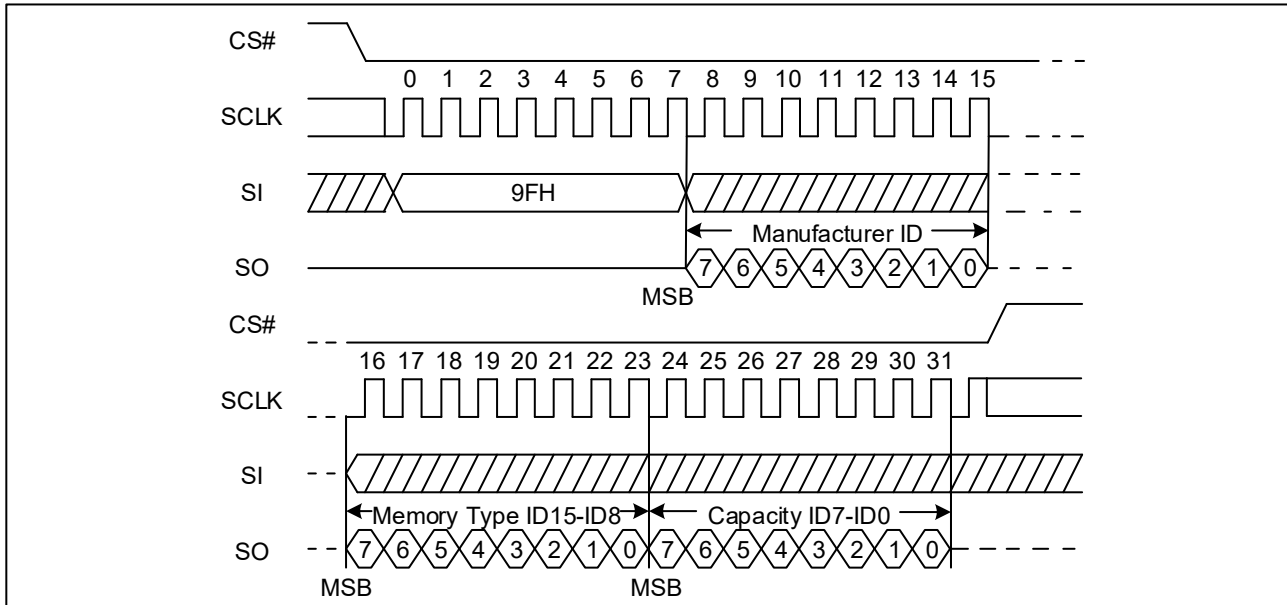 CS#
0 1 2 3 4 5 6 7 8 9 10 11 12 13 14 15
SCLK
SI 9FH
Manufacturer ID
SO 7 6 5 4 3 2 1 0
MSB
CS#
16 17 18 19 20 21 22 23 24 25 26 27 28 29 30 31
SCLK
SI
Memory Type ID15-ID8 Capacity ID7-ID0
SO 7 6 5 4 3 2 1 0 7 6 5 4 3 2 1 0
MSB MSB